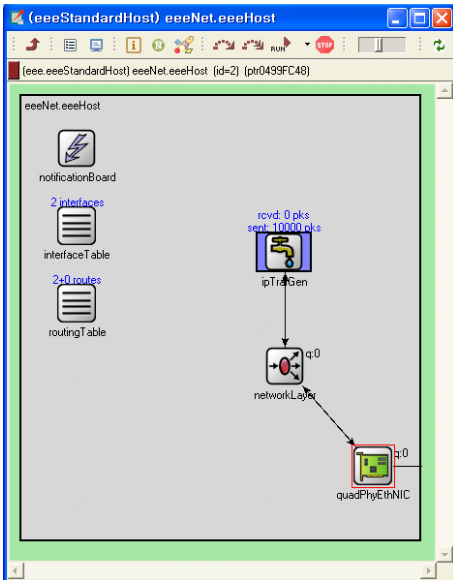 (eeeStandardHost) eeeNet.eeeHost
RUN
STOP
(eee.eeeStandardHost) eeeNet.eeeHost (id=2) (ptr0499FC48)
eeeNet.eeeHost
notificationBoard
2 interfaces
interfaceTable
2+0 routes
routingTable
rcvd: 0 pks
sent: 10000 pks
ipTrafGen
q:0
networkLayer
q:0
quadPhyEthNIC